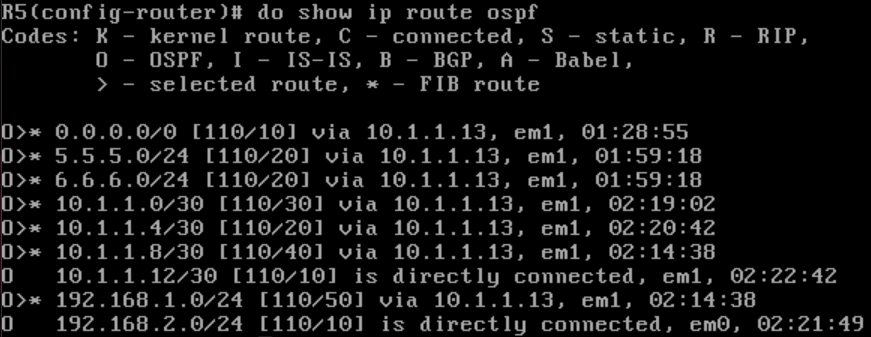 R5(config-router)# do show ip route ospf
Codes: K - kernel route, C - connected, S - static, R - RIP,
       O - OSPF, I - IS-IS, B - BGP, A - Babel,
       > - selected route, * - FIB route

O>* 0.0.0.0/0 [110/10] via 10.1.1.13, em1, 01:28:55
O>* 5.5.5.0/24 [110/20] via 10.1.1.13, em1, 01:59:18
O>* 6.6.6.0/24 [110/20] via 10.1.1.13, em1, 01:59:18
O>* 10.1.1.0/30 [110/30] via 10.1.1.13, em1, 02:19:02
O>* 10.1.1.4/30 [110/20] via 10.1.1.13, em1, 02:20:42
O>* 10.1.1.8/30 [110/40] via 10.1.1.13, em1, 02:14:38
O   10.1.1.12/30 [110/10] is directly connected, em1, 02:22:42
O>* 192.168.1.0/24 [110/50] via 10.1.1.13, em1, 02:14:38
O   192.168.2.0/24 [110/10] is directly connected, em0, 02:21:49